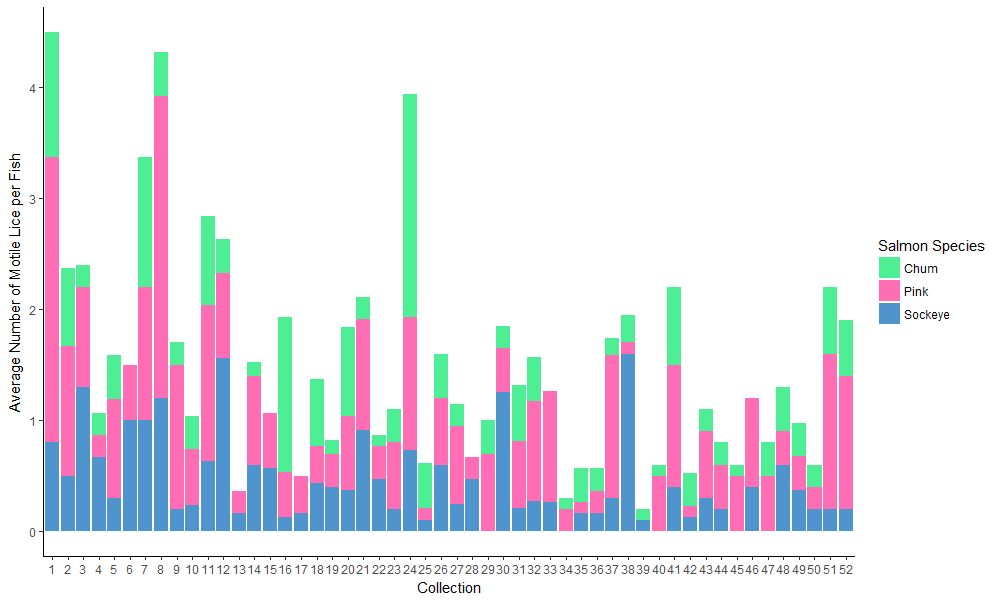 Average Number of Motile Lice per Fish
4
3
2
1
0
1 2 3 4 5 6 7 8 9 10 11 12 13 14 15 16 17 18 19 20 21 22 23 24 25 26 27 28 29 30 31 32 33 34 35 36 37 38 39 40 41 42 43 44 45 46 47 48 49 50 51 52
Collection
Salmon Species
Chum
Pink
Sockeye